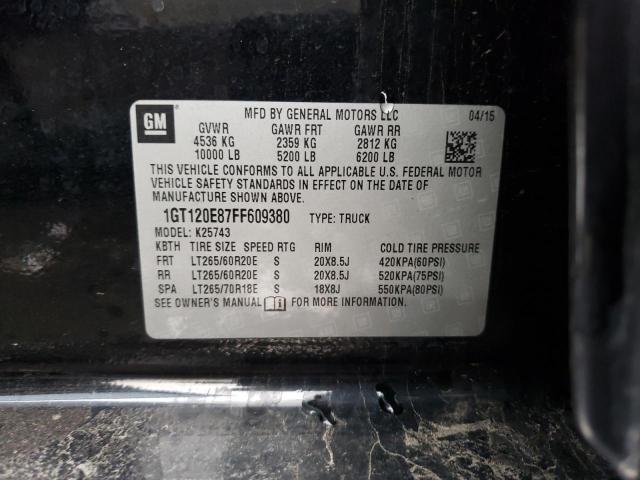 GM
MFD BY GENERAL MOTORS LLC 04/15
GVWR GAWR FRT GAWR RR
4536 KG 2359 KG 2812 KG
10000 LB 5200 LB 6200 LB
THIS VEHICLE CONFORMS TO ALL APPLICABLE U.S. FEDERAL MOTOR
VEHICLE SAFETY STANDARDS IN EFFECT ON THE DATE OF
MANUFACTURE SHOWN ABOVE.
1GT120E87FF609380 TYPE: TRUCK
MODEL: K25743
KBTH TIRE SIZE SPEED RTG RIM COLD TIRE PRESSURE
FRT LT265/60R20E S 20X8.5J 420KPA(60PSI)
RR LT265/60R20E S 20X8.5J 520KPA(75PSI)
SPA LT265/70R18E S 18X8J 550KPA(80PSI)
SEE OWNER'S MANUAL FOR MORE INFORMATION.